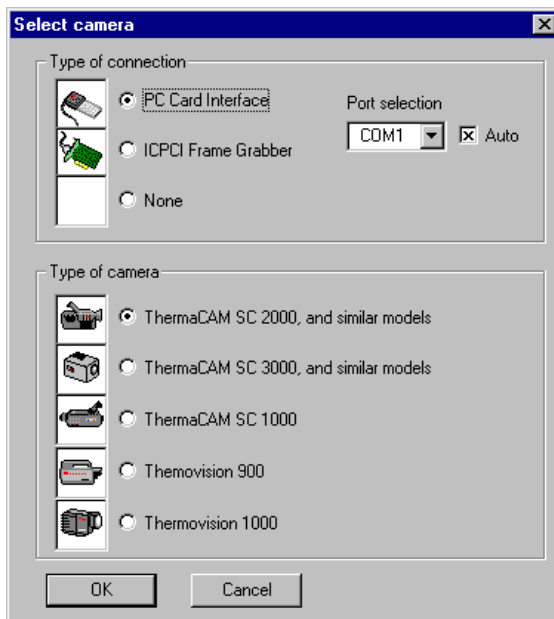 Select camera
Type of connection
PC Card Interface
Port selection
COM1
Auto
ICPCI Frame Grabber
None
Type of camera
ThermaCAM SC 2000, and similar models
ThermaCAM SC 3000, and similar models
ThermaCAM SC 1000
Themovision 900
Thermovision 1000
OK
Cancel